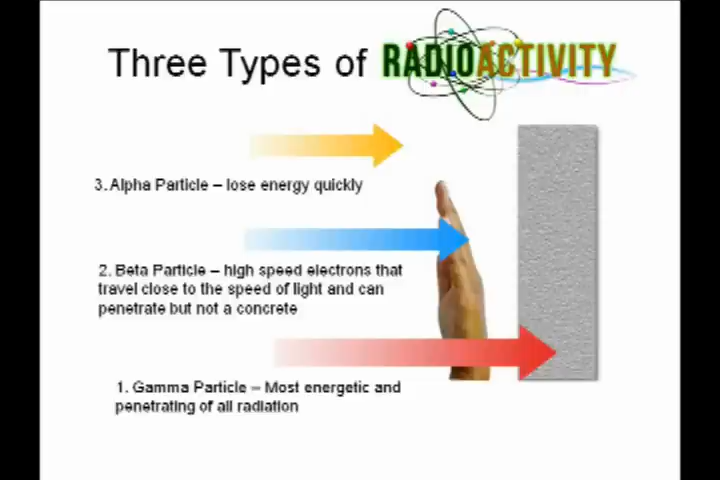 Three Types of RADIOACTIVITY
3. Alpha Particle – lose energy quickly
2. Beta Particle – high speed electrons that
travel close to the speed of light and can
penetrate but not a concrete
1. Gamma Particle – Most energetic and
penetrating of all radiation